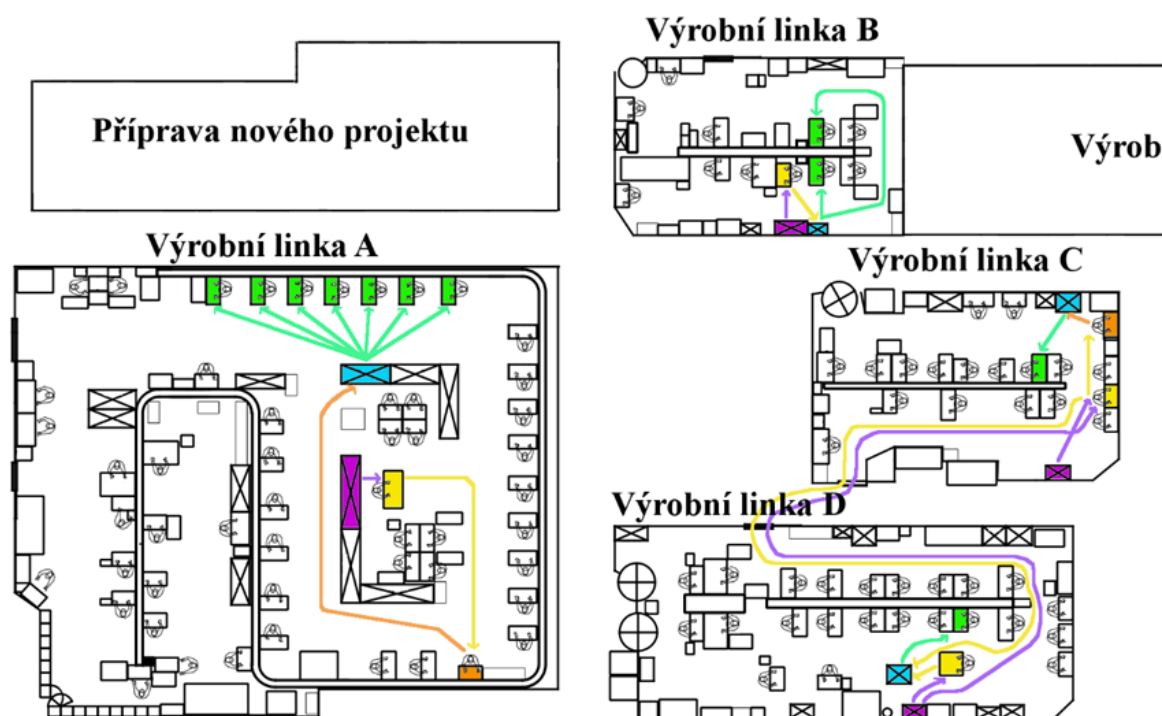 Výrobní linka B
Příprava nového projektu
Výrob
Výrobní linka A
Výrobní linka C
Výrobní linka D